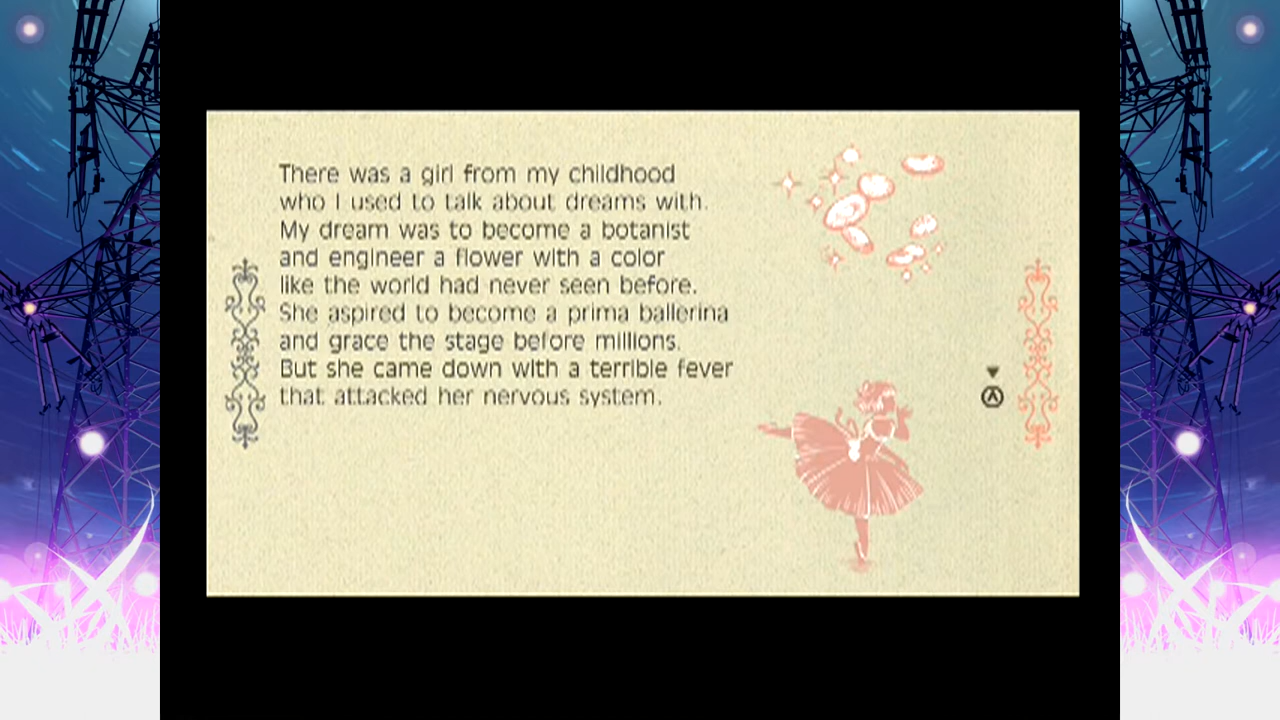 There was a girl from my childhood
who I used to talk about dreams with.
My dream was to become a botanist
and engineer a flower with a color
like the world had never seen before.
She aspired to become a prima ballerina
and grace the stage before millions.
But she came down with a terrible fever
that attacked her nervous system.
A